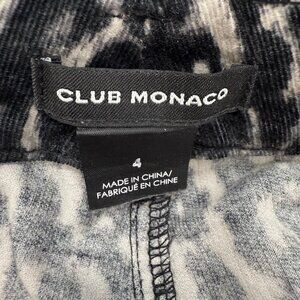 CLUB MONACO
4
MADE IN CHINA/
FABRIQUÉ EN CHINE